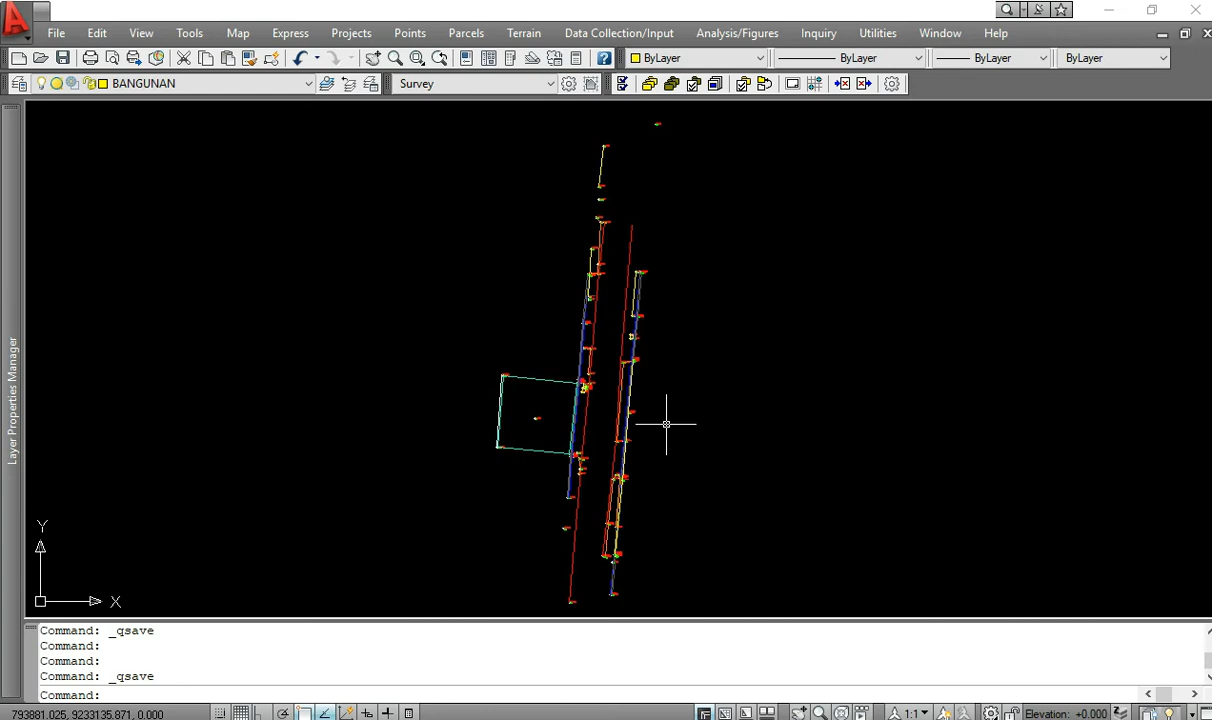 File Edit View Tools Map Express Projects Points Parcels Terrain Data Collection/Input Analysis/Figures Inquiry Utilities Window Help
ByLayer ByLayer ByLayer ByLayer
BANGUNAN Survey
Layer Properties Manager
Y
X
Command: _qsave
Command:
Command:
Command: _qsave
Command:
793881.025, 9233135.871, 0.000 1:1 Elevation: +0.000